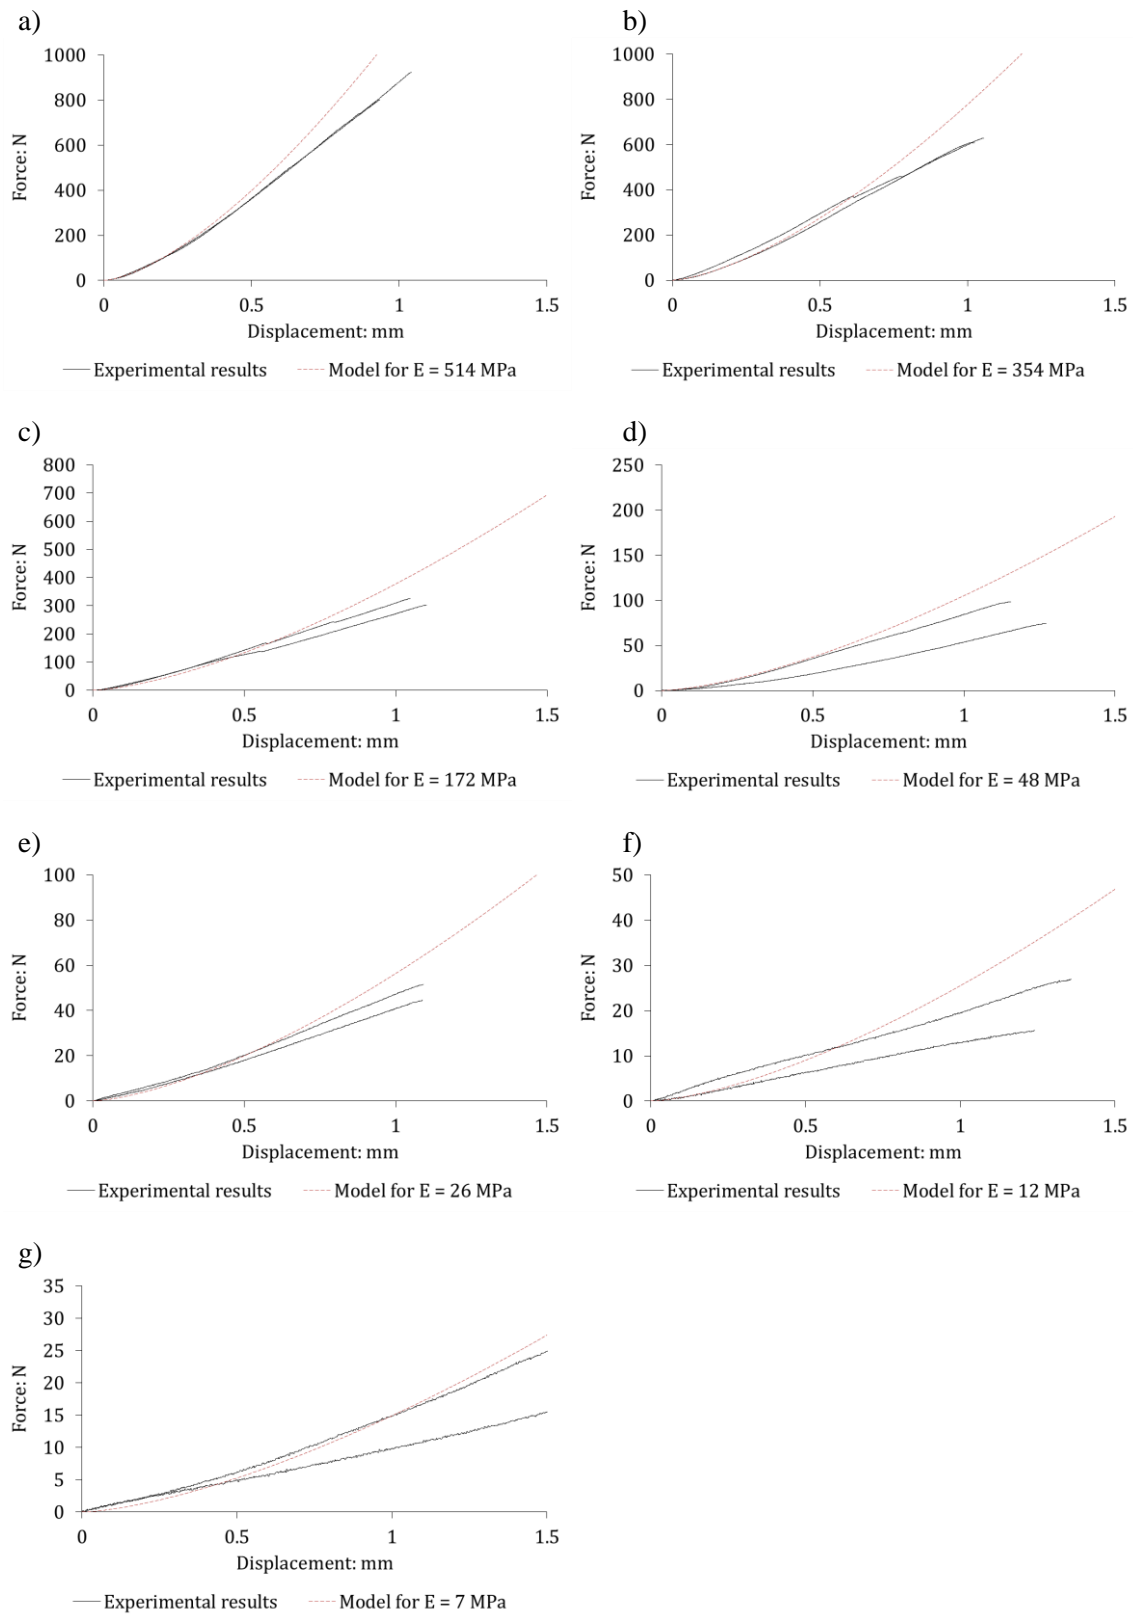 a)
Force: N
1000
800
600
400
200
0
0 0.5 1 1.5
Displacement: mm
Experimental results Model for E = 514 MPa
b)
Force: N
1000
800
600
400
200
0
0 0.5 1 1.5
Displacement: mm
Experimental results Model for E = 354 MPa
c)
Force: N
800
700
600
500
400
300
200
100
0
0 0.5 1 1.5
Displacement: mm
Experimental results Model for E = 172 MPa
d)
Force: N
250
200
150
100
50
0
0 0.5 1 1.5
Displacement: mm
Experimental results Model for E = 48 MPa
e)
Force: N
100
80
60
40
20
0
0 0.5 1 1.5
Displacement: mm
Experimental results Model for E = 26 MPa
f)
Force: N
50
40
30
20
10
0
0 0.5 1 1.5
Displacement: mm
Experimental results Model for E = 12 MPa
g)
Force: N
35
30
25
20
15
10
5
0
0 0.5 1 1.5
Displacement: mm
Experimental results Model for E = 7 MPa